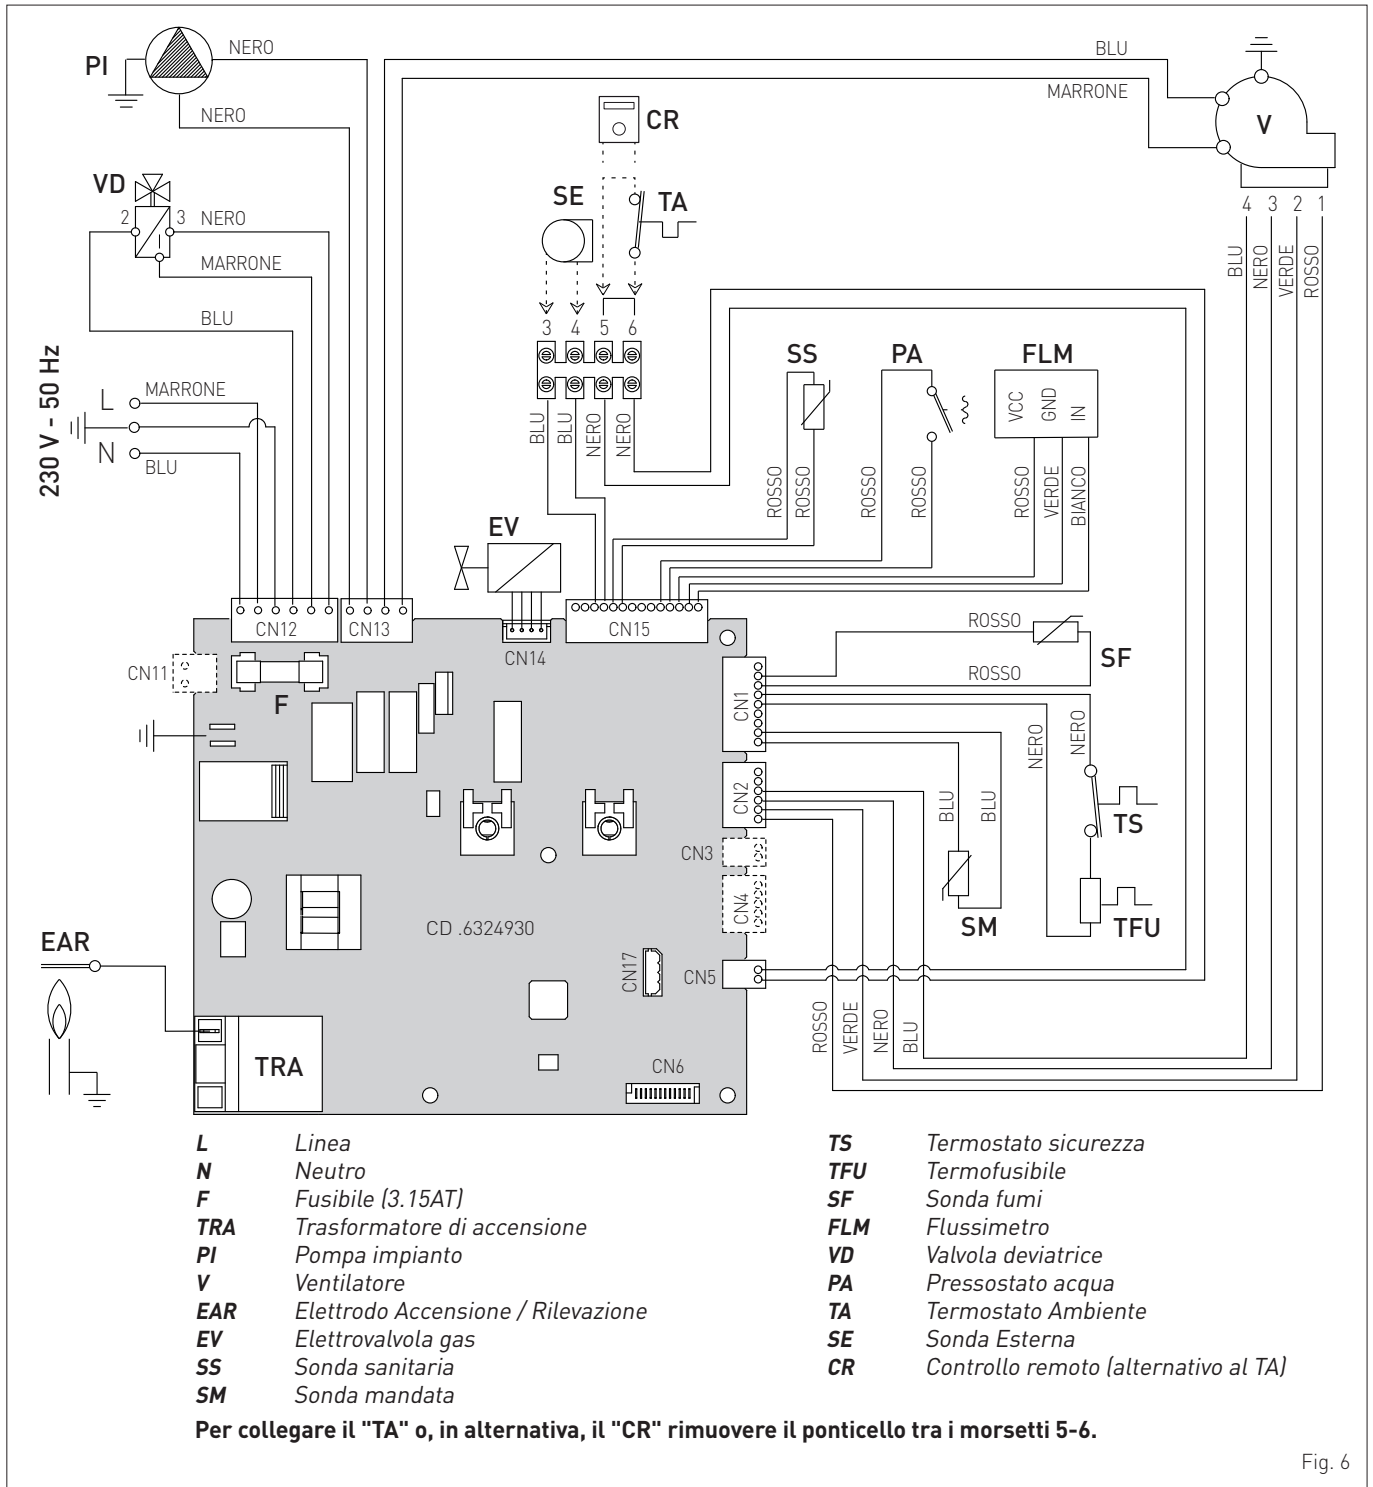 PI
NERO
NERO
BLU
MARRONE
V
CR
SE
TA
VD
2
3
NERO
MARRONE
BLU
4 3 2 1
BLU
NERO
VERDE
ROSSO
3 4 5 6
230 V - 50 Hz
L
MARRONE
N
BLU
BLU
BLU
NERO
NERO
SS
PA
FLM
VCC
GND
IN
ROSSO
ROSSO
ROSSO
ROSSO
ROSSO
VERDE
BIANCO
EV
CN12
CN13
CN14
CN15
CN11
F
CN1
ROSSO
SF
ROSSO
NERO
NERO
CN2
BLU
BLU
TS
CN3
CN4
SM
TFU
CD .6324930
EAR
CN17
CN5
ROSSO
VERDE
NERO
BLU
TRA
CN6
L Linea
N Neutro
F Fusibile (3.15AT)
TRA Trasformatore di accensione
PI Pompa impianto
V Ventilatore
EAR Elettrodo Accensione / Rilevazione
EV Elettrovalvola gas
SS Sonda sanitaria
SM Sonda mandata
TS Termostato sicurezza
TFU Termofusibile
SF Sonda fumi
FLM Flussimetro
VD Valvola deviatrice
PA Pressostato acqua
TA Termostato Ambiente
SE Sonda Esterna
CR Controllo remoto (alternativo al TA)
Per collegare il "TA" o, in alternativa, il "CR" rimuovere il ponticello tra i morsetti 5-6.
Fig. 6